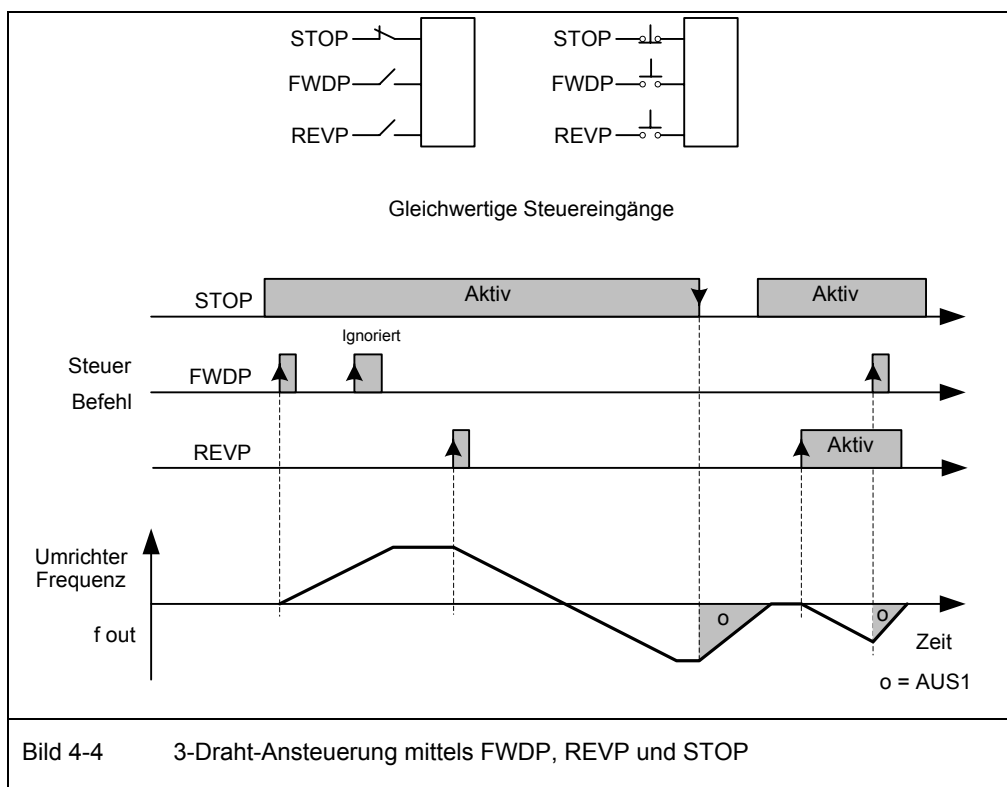 STOP STOP
FWDP FWDP
REVP REVP
Gleichwertige Steuereingänge
STOP Aktiv Aktiv
Ignoriert
Steuer
Befehl
FWDP
REVP Aktiv
Umrichter
Frequenz
f out
o o
Zeit
o = AUS1
Bild 4-4 3-Draht-Ansteuerung mittels FWDP, REVP und STOP